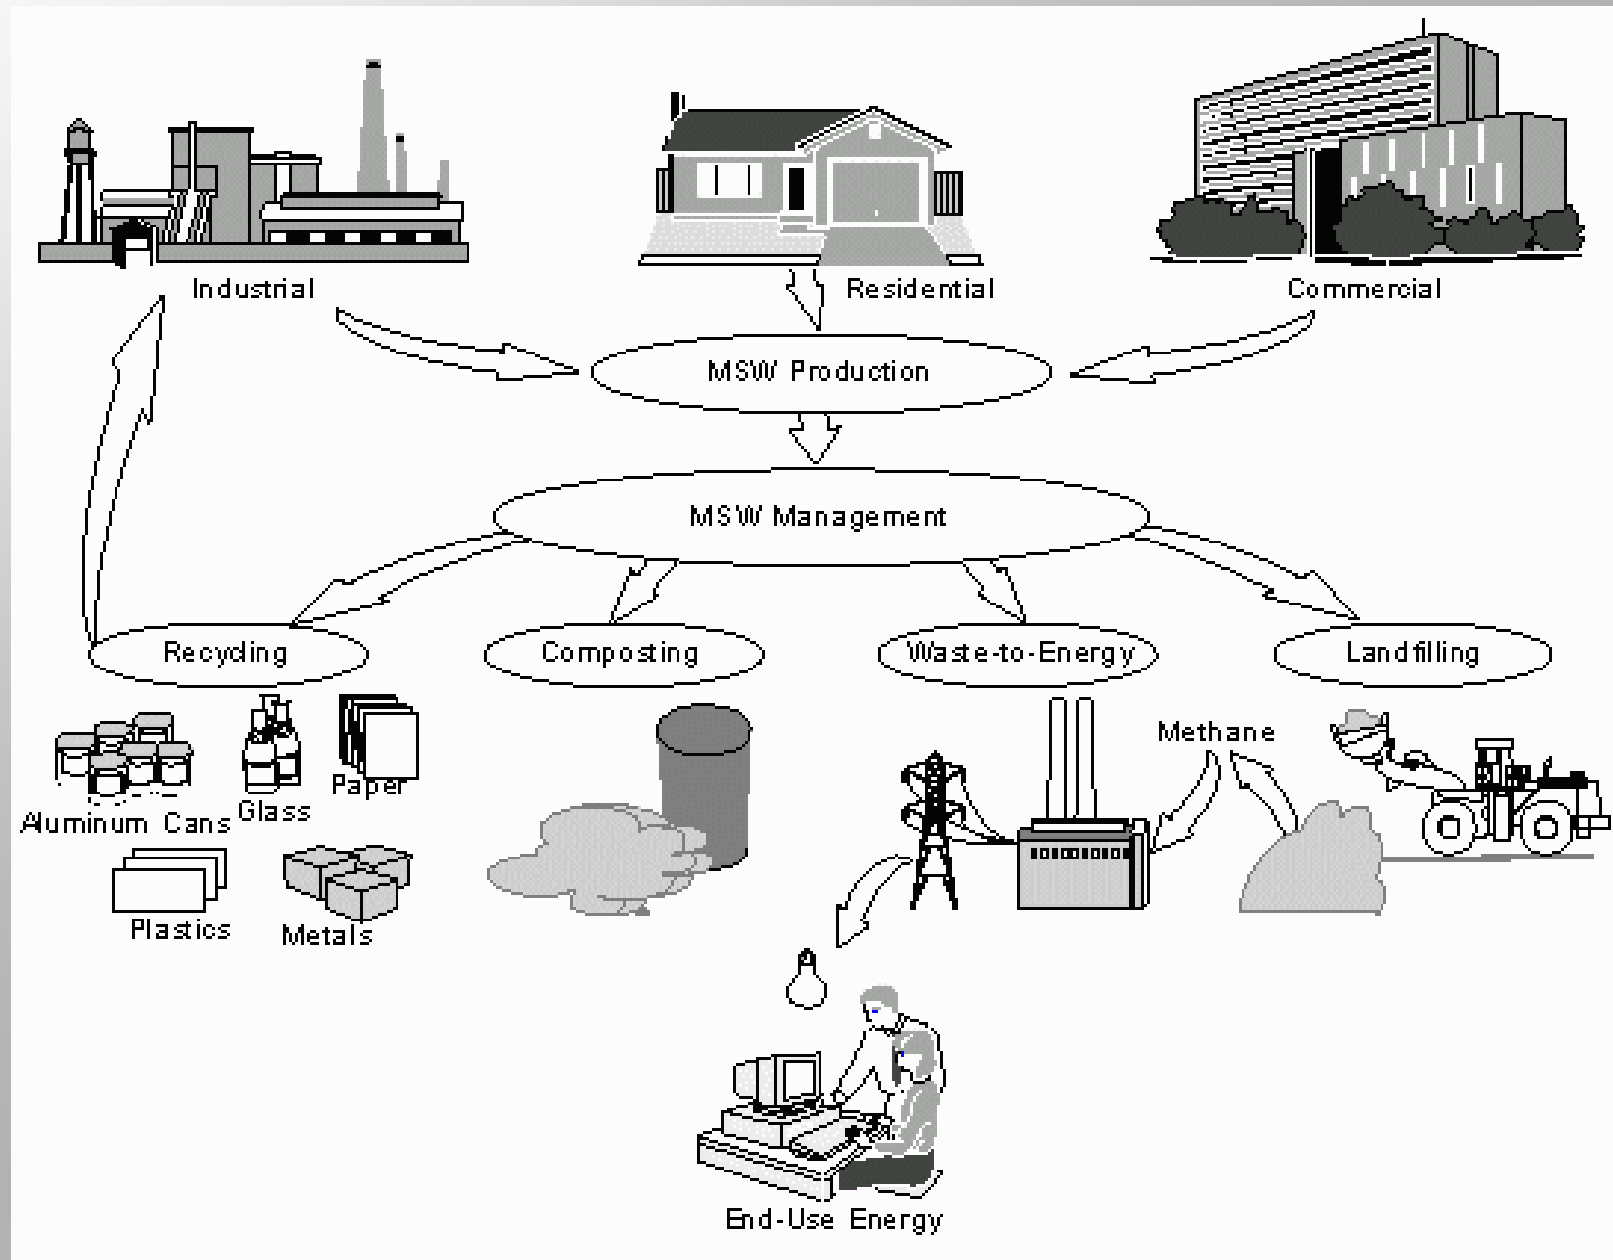 Industrial
Residential
Commercial
MSW Production
MSW Management
Recycling
Composting
Waste-to-Energy
Landfilling
Methane
Paper
Glass
Aluminum Cans
Plastics
Metals
End-Use Energy